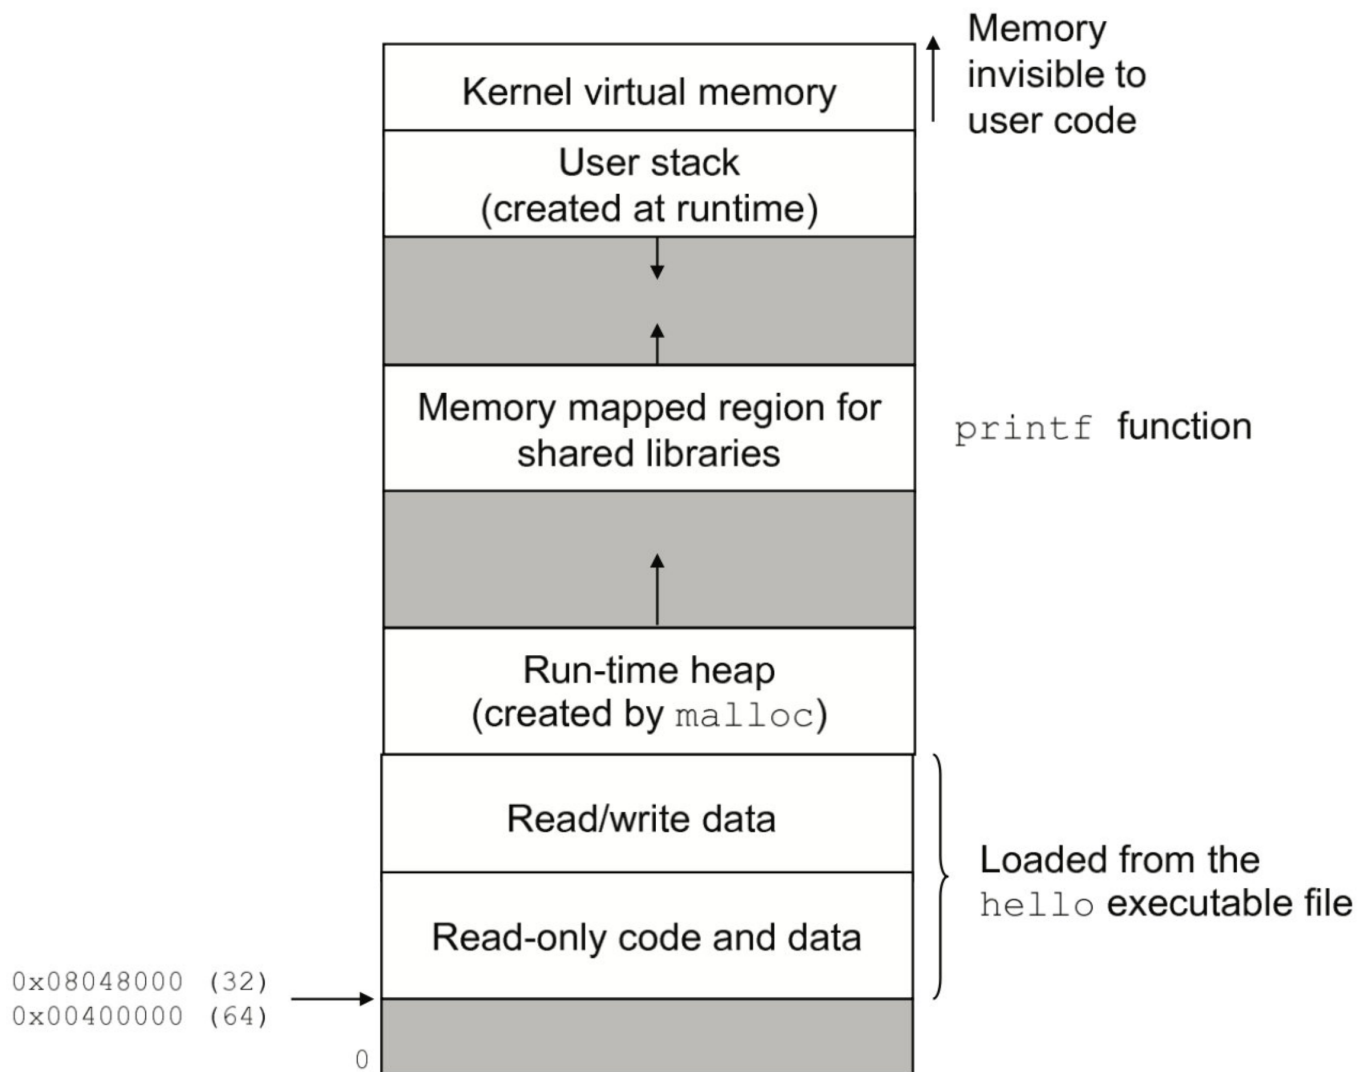 Memory
invisible to
user code
Kernel virtual memory
User stack
(created at runtime)
Memory mapped region for
shared libraries
printf function
Run-time heap
(created by malloc)
Read/write data
Loaded from the
hello executable file
Read-only code and data
0x08048000 (32)
0x00400000 (64)
0